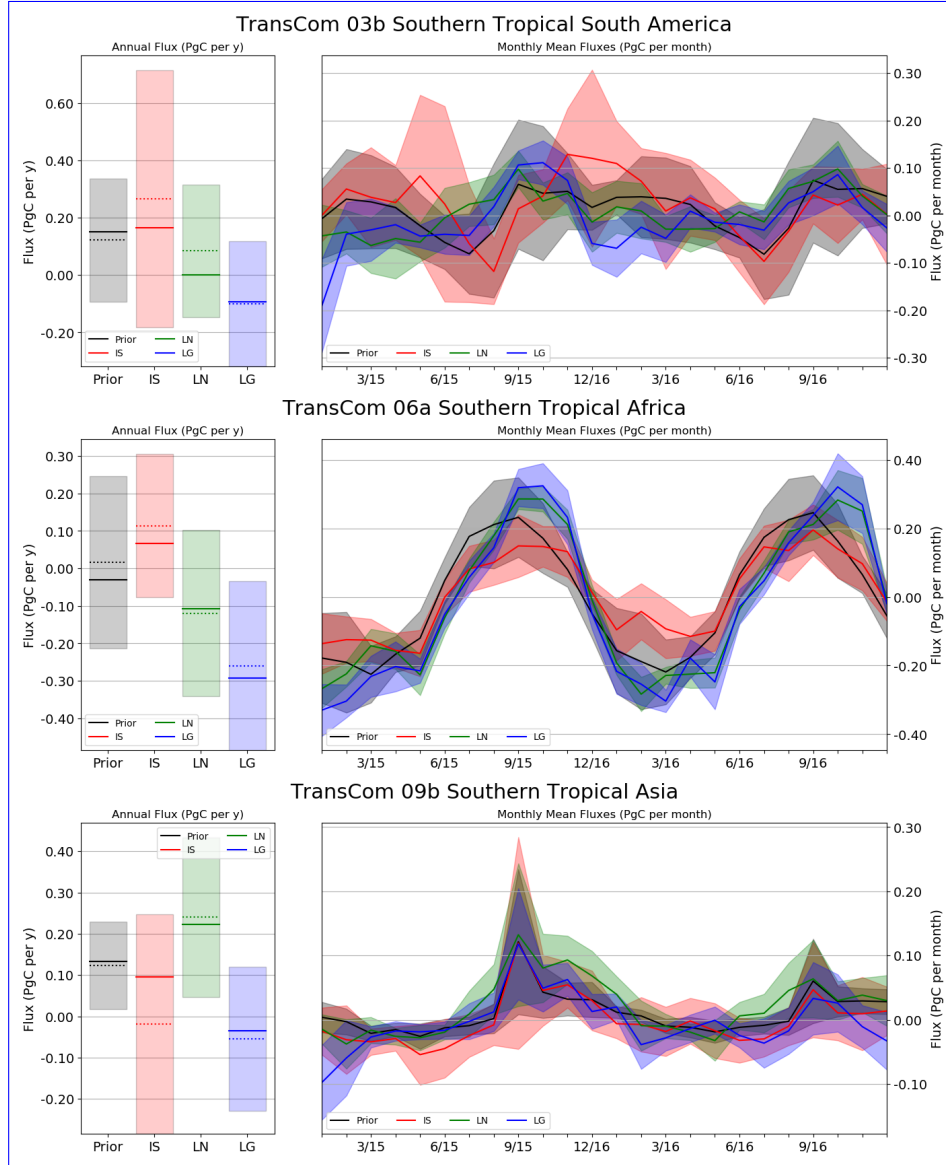 TransCom 03b Southern Tropical South America
Annual Flux (PgC per y)
Monthly Mean Fluxes (PgC per month)
Flux (PgC per y)
0.60
0.40
0.20
0.00
-0.20
Prior
IS
LN
LG
Prior
IS
LN
LG
0.30
0.20
0.10
0.00
-0.10
-0.20
-0.30
Flux (PgC per month)
Prior
IS
LN
LG
3/15
6/15
9/15
12/16
3/16
6/16
9/16
TransCom 06a Southern Tropical Africa
Annual Flux (PgC per y)
Monthly Mean Fluxes (PgC per month)
Flux (PgC per y)
0.30
0.20
0.10
0.00
-0.10
-0.20
-0.30
-0.40
Prior
IS
LN
LG
Prior
IS
LN
LG
0.40
0.20
0.00
-0.20
-0.40
Flux (PgC per month)
Prior
IS
LN
LG
3/15
6/15
9/15
12/16
3/16
6/16
9/16
TransCom 09b Southern Tropical Asia
Annual Flux (PgC per y)
Monthly Mean Fluxes (PgC per month)
Flux (PgC per y)
0.40
0.30
0.20
0.10
0.00
-0.10
-0.20
Prior
IS
LN
LG
Prior
IS
LN
LG
0.30
0.20
0.10
0.00
-0.10
Flux (PgC per month)
Prior
IS
LN
LG
3/15
6/15
9/15
12/16
3/16
6/16
9/16